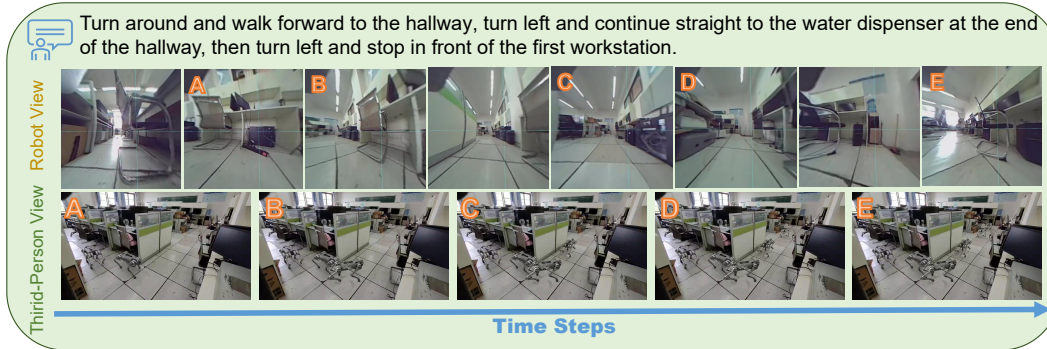 Turn around and walk forward to the hallway, turn left and continue straight to the water dispenser at the end
of the hallway, then turn left and stop in front of the first workstation.
Robot View
A B C D E
Thirid-Person View
A B C D E
Time Steps